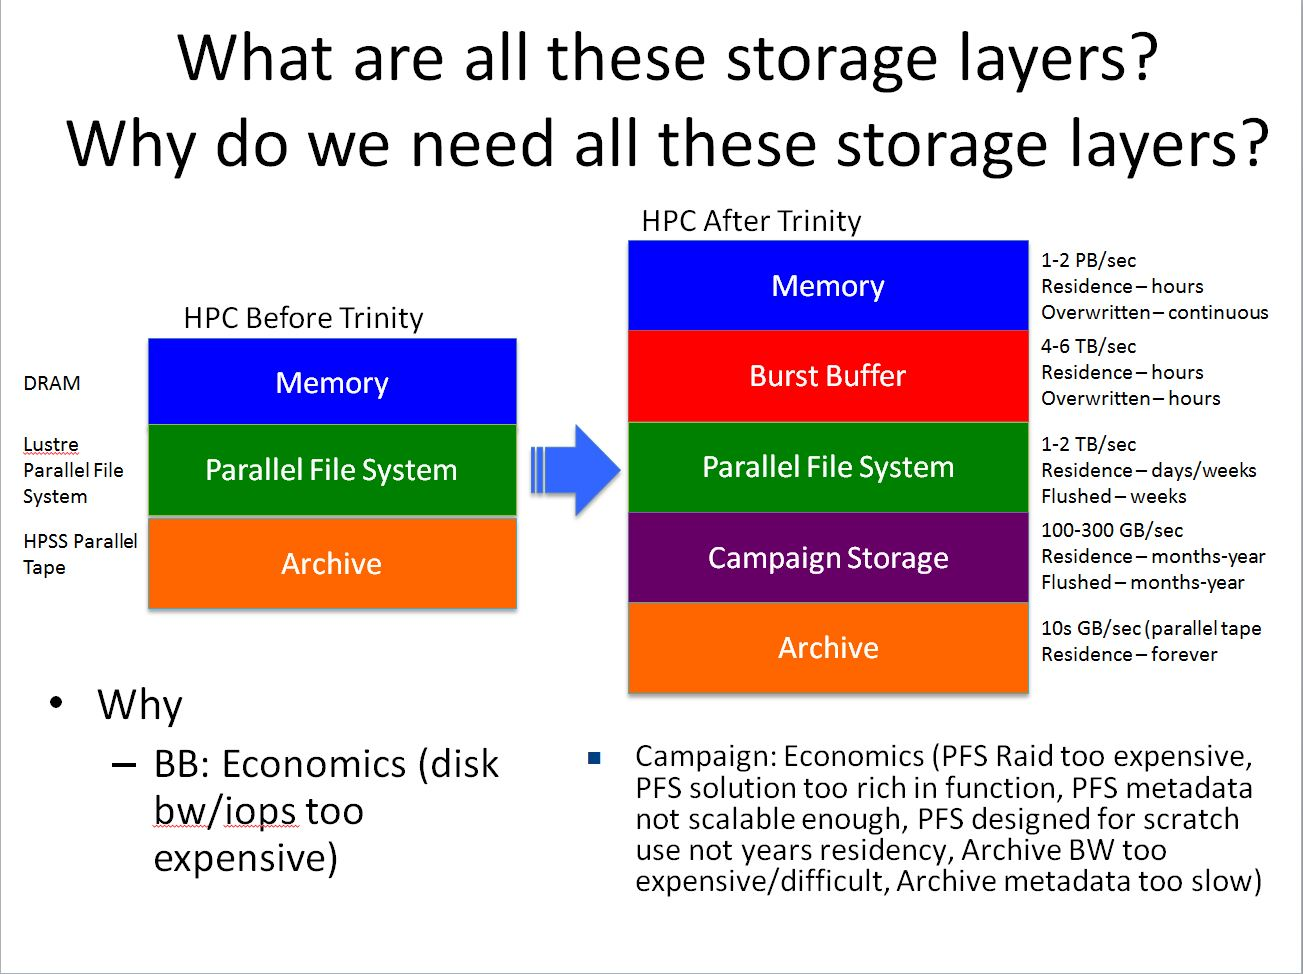 What are all these storage layers?
Why do we need all these storage layers?
HPC Before Trinity
DRAM
Memory
Lustre
Parallel File
System
Parallel File System
HPSS Parallel
Tape
Archive
HPC After Trinity
Memory
1-2 PB/sec
Residence – hours
Overwritten – continuous
Burst Buffer
4-6 TB/sec
Residence – hours
Overwritten – hours
Parallel File System
1-2 TB/sec
Residence – days/weeks
Flushed – weeks
Campaign Storage
100-300 GB/sec
Residence – months-year
Flushed – months-year
Archive
10s GB/sec (parallel tape
Residence – forever
• Why
– BB: Economics (disk
bw/iops too
expensive)
▪ Campaign: Economics (PFS Raid too expensive,
PFS solution too rich in function, PFS metadata
not scalable enough, PFS designed for scratch
use not years residency, Archive BW too
expensive/difficult, Archive metadata too slow)